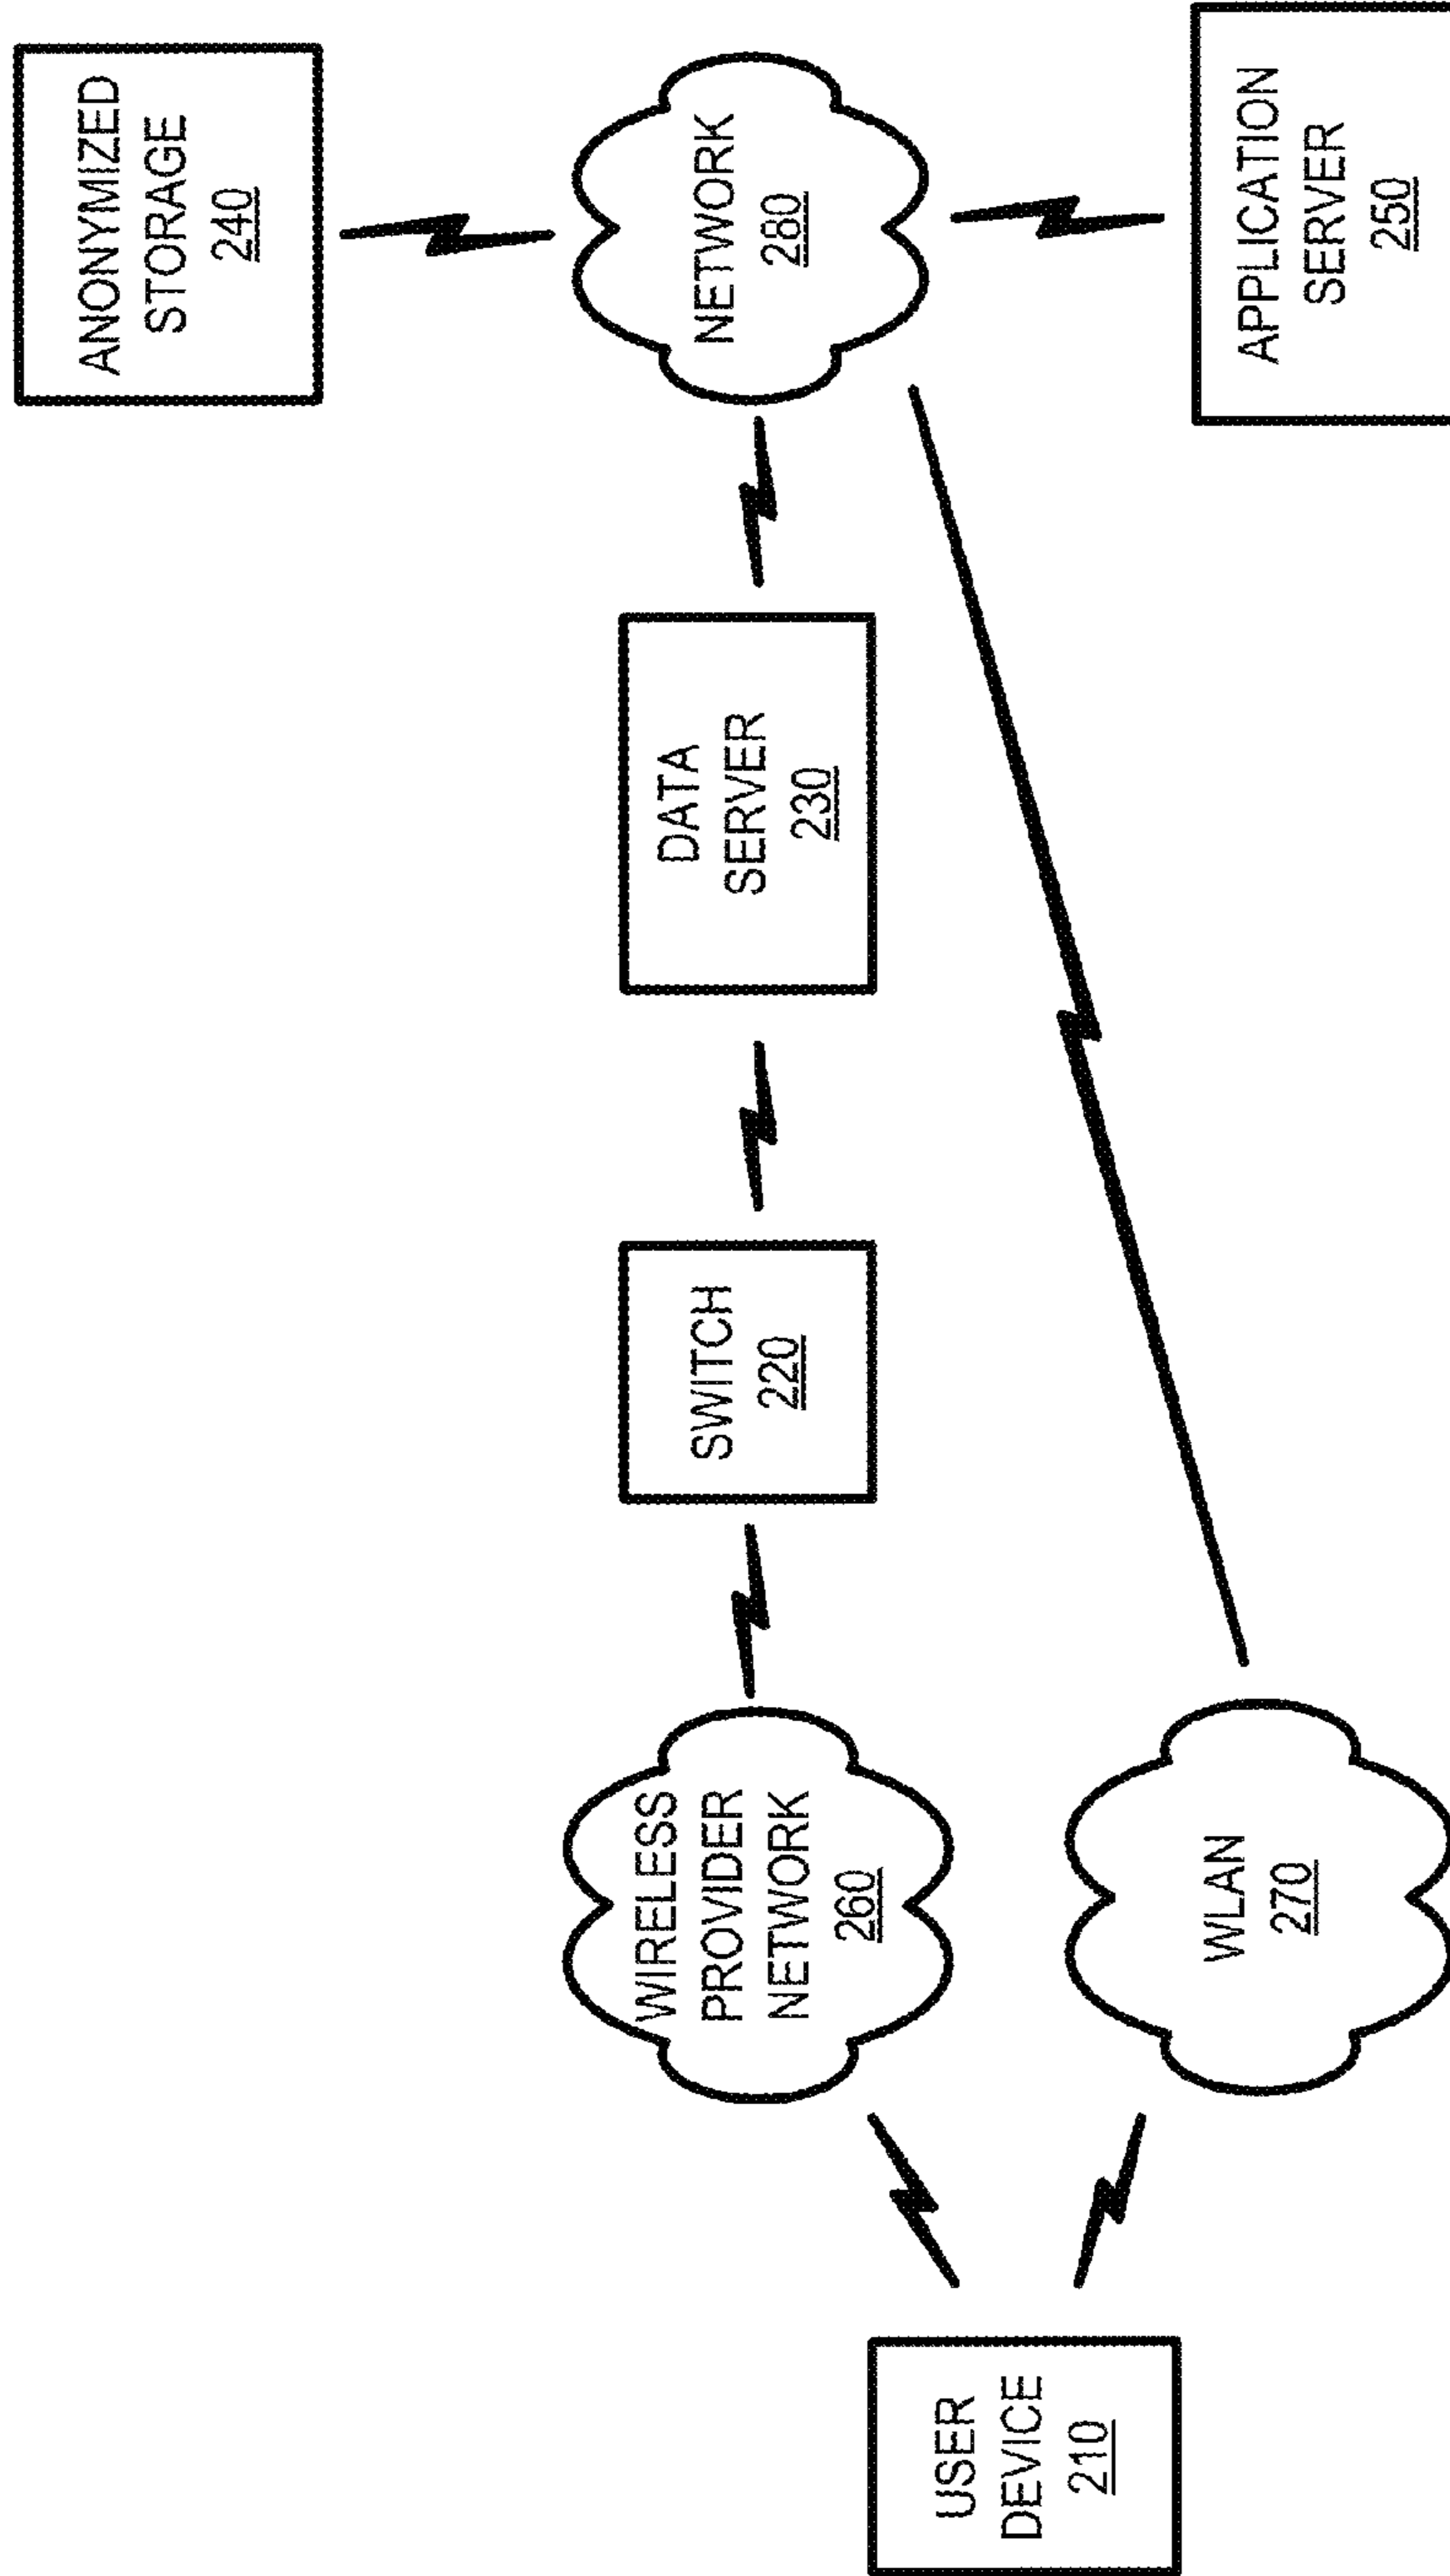 ANONYMIZED
STORAGE
240
NETWORK
280
APPLICATION
SERVER
250
DATA
SERVER
230
SWITCH
220
WIRELESS
PROVIDER
NETWORK
260
WLAN
270
USER
DEVICE
210